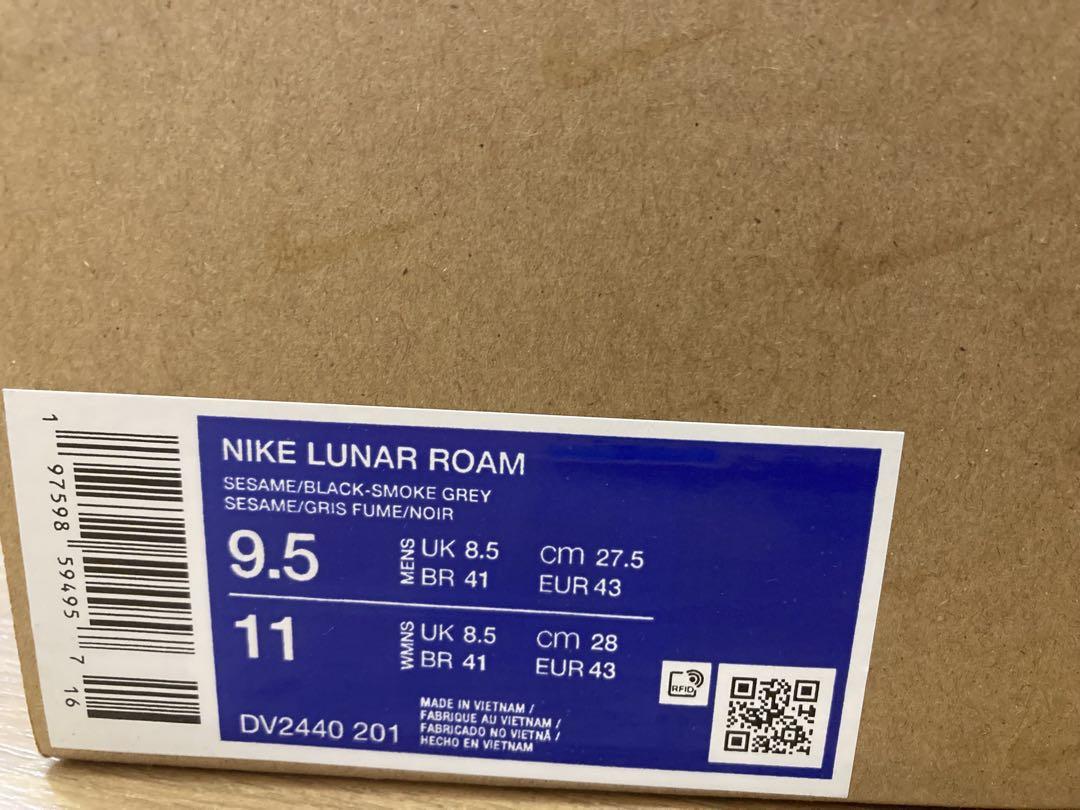 NIKE LUNAR ROAM
SESAME/BLACK-SMOKE GREY
SESAME/GRIS FUME/NOIR
9.5 MENS UK 8.5 cm 27.5
BR 41 EUR 43
11 WMNS UK 8.5 cm 28
BR 41 EUR 43
DV2440 201
MADE IN VIETNAM /
FABRIQUE AU VIETNAM /
FABRICADO NO VIETNÃ /
HECHO EN VIETNAM
RFID
1 97598 59495 7 16